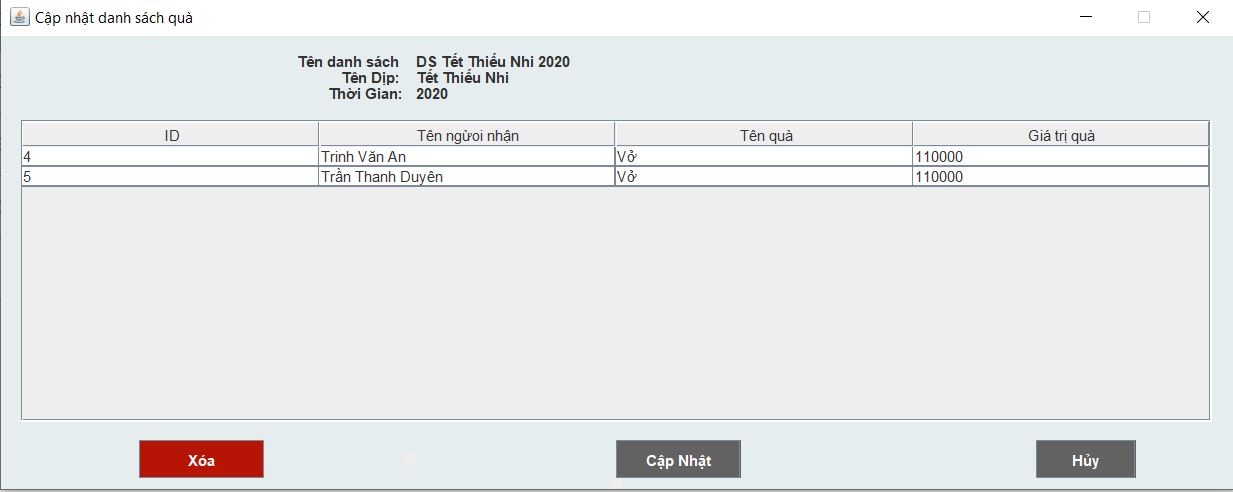 Cập nhật danh sách quà
Tên danh sách DS Tết Thiếu Nhi 2020
Tên Dịp: Tết Thiếu Nhi
Thời Gian: 2020
ID Tên ngừơi nhận Tên quà Giá trị quà
4 Trinh Văn An Vở 110000
5 Trần Thanh Duyên Vở 110000
Xóa Cập Nhật Hủy